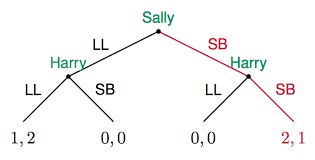 Sally
LL SB
Harry Harry
LL SB LL SB
1, 2 0, 0 0, 0 2, 1